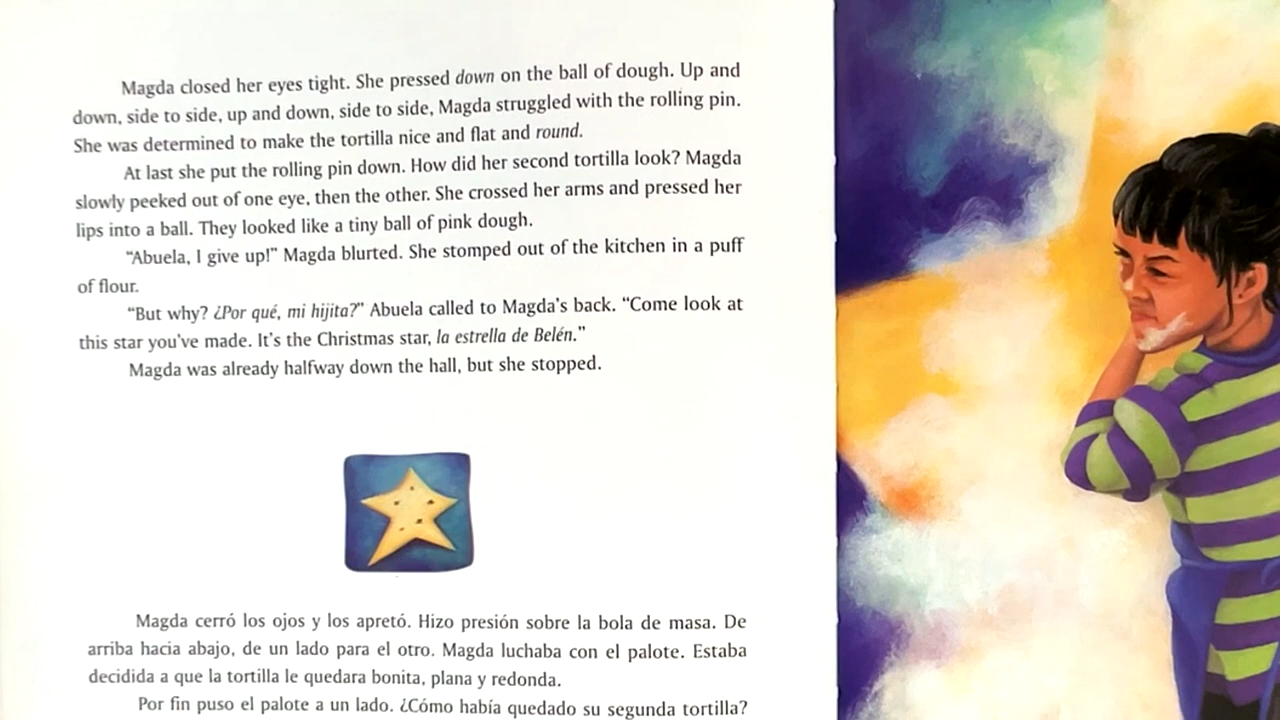 Magda closed her eyes tight. She pressed down on the ball of dough. Up and
down, side to side, up and down, side to side, Magda struggled with the rolling pin.
She was determined to make the tortilla nice and flat and round.
At last she put the rolling pin down. How did her second tortilla look? Magda
slowly peeked out of one eye, then the other. She crossed her arms and pressed her
lips into a ball. They looked like a tiny ball of pink dough.
“Abuela, I give up!” Magda blurted. She stomped out of the kitchen in a puff
of flour.
“But why? ¿Por qué, mi hijita?” Abuela called to Magda’s back. “Come look at
this star you’ve made. It’s the Christmas star, la estrella de Belén.”
Magda was already halfway down the hall, but she stopped.
Magda cerró los ojos y los apretó. Hizo presión sobre la bola de masa. De
arriba hacia abajo, de un lado para el otro. Magda luchaba con el palote. Estaba
decidida a que la tortilla le quedara bonita, plana y redonda.
Por fin puso el palote a un lado. ¿Cómo había quedado su segunda tortilla?